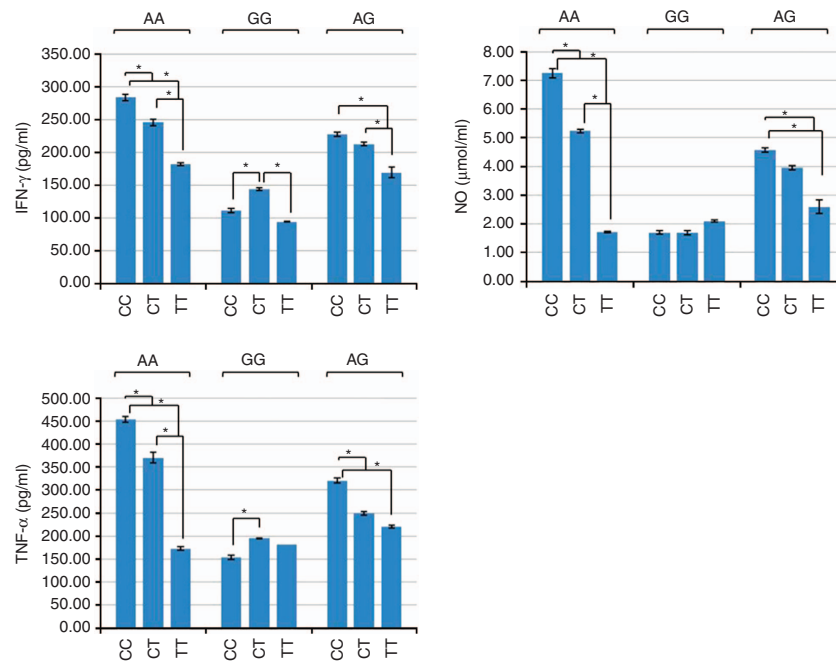 AA GG AG
IFN-γ (pg/ml)
350.00
300.00
250.00
200.00
150.00
100.00
50.00
0.00
* * *
* *
* *
CC CT TT CC CT TT CC CT TT
AA GG AG
NO (μmol/ml)
8.00
7.00
6.00
5.00
4.00
3.00
2.00
1.00
0.00
* * *
* *
CC CT TT CC CT TT CC CT TT
AA GG AG
TNF-α (pg/ml)
500.00
450.00
400.00
350.00
300.00
250.00
200.00
150.00
100.00
50.00
0.00
* * *
*
* *
CC CT TT CC CT TT CC CT TT